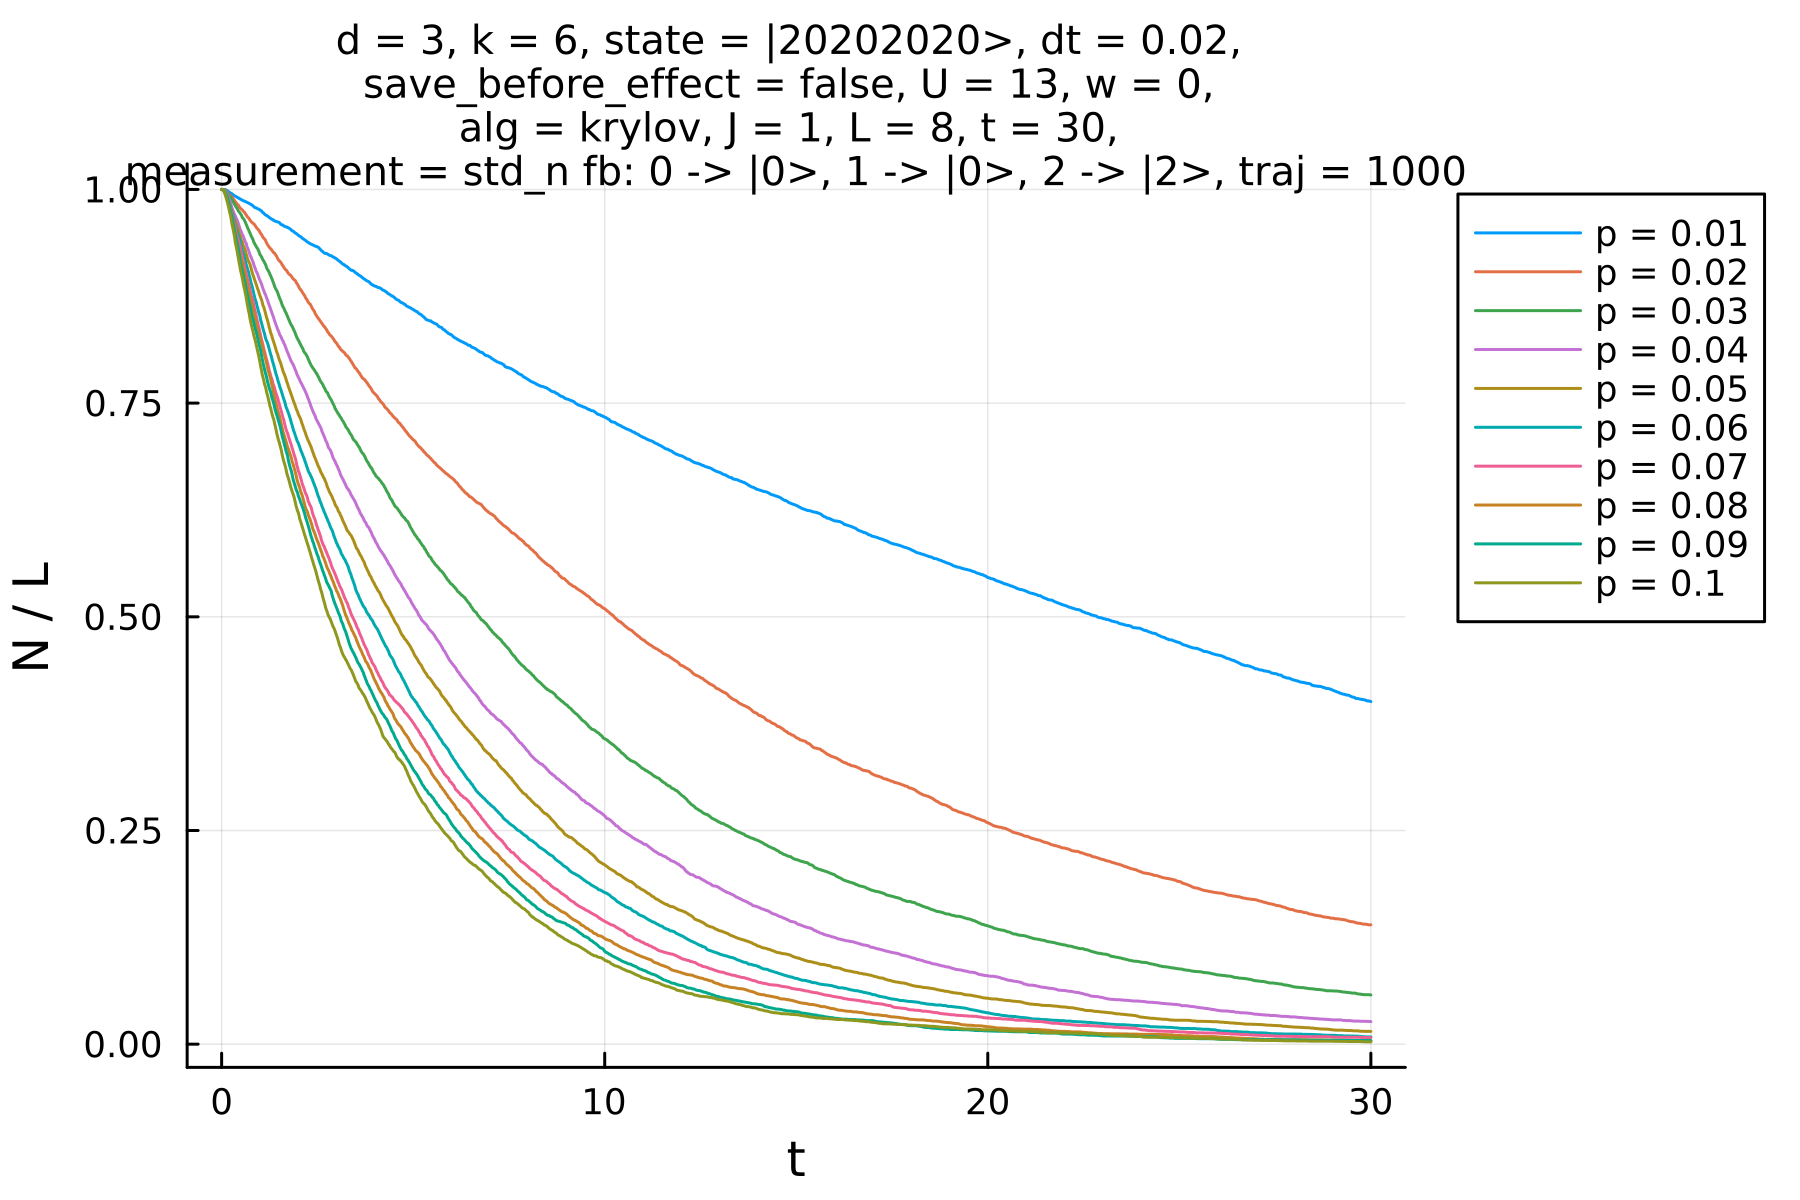 d = 3, k = 6, state = |20202020>, dt = 0.02,
save_before_effect = false, U = 13, w = 0,
alg = krylov, J = 1, L = 8, t = 30,
measurement = std_n fb: 0 -> |0>, 1 -> |0>, 2 -> |2>, traj = 1000
1.00
0.75
0.50
0.25
0.00
N / L
0 10 20 30
t
p = 0.01
p = 0.02
p = 0.03
p = 0.04
p = 0.05
p = 0.06
p = 0.07
p = 0.08
p = 0.09
p = 0.1